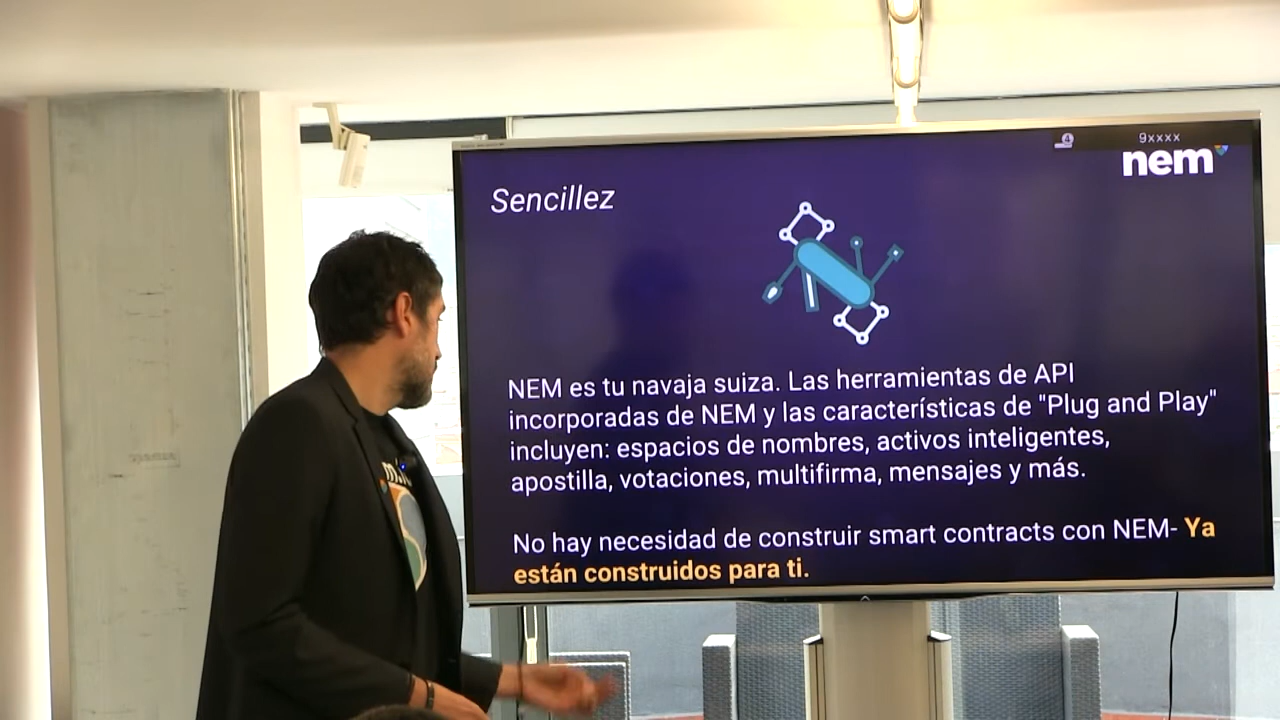 9xxxx
nem
Sencillez
NEM es tu navaja suiza. Las herramientas de API
incorporadas de NEM y las características de "Plug and Play"
incluyen: espacios de nombres, activos inteligentes,
apostilla, votaciones, multifirma, mensajes y más.
No hay necesidad de construir smart contracts con NEM- Ya
están construidos para ti.